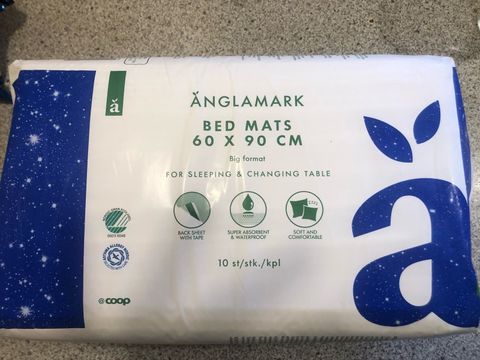 ă
ÄNGLAMARK
BED MATS
60 X 90 CM
Big format
FOR SLEEPING & CHANGING TABLE
BACK SHEET
WITH TAPE
SUPER ABSORBENT
& WATERPROOF
SOFT AND
COMFORTABLE
10 st/stk./kpl
coop
ă